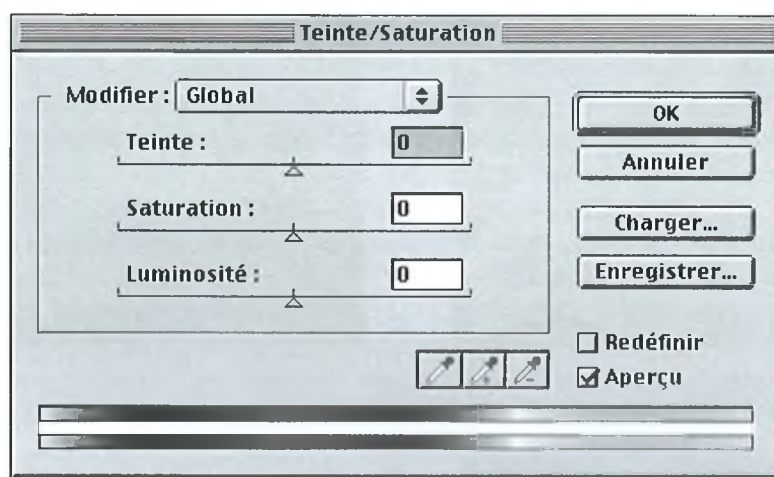 Teinte/Saturation
Modifier : Global
Teinte : 0
Saturation : 0
Luminosité : 0
OK
Annuler
Charger...
Enregistrer...
Redéfinir
Aperçu